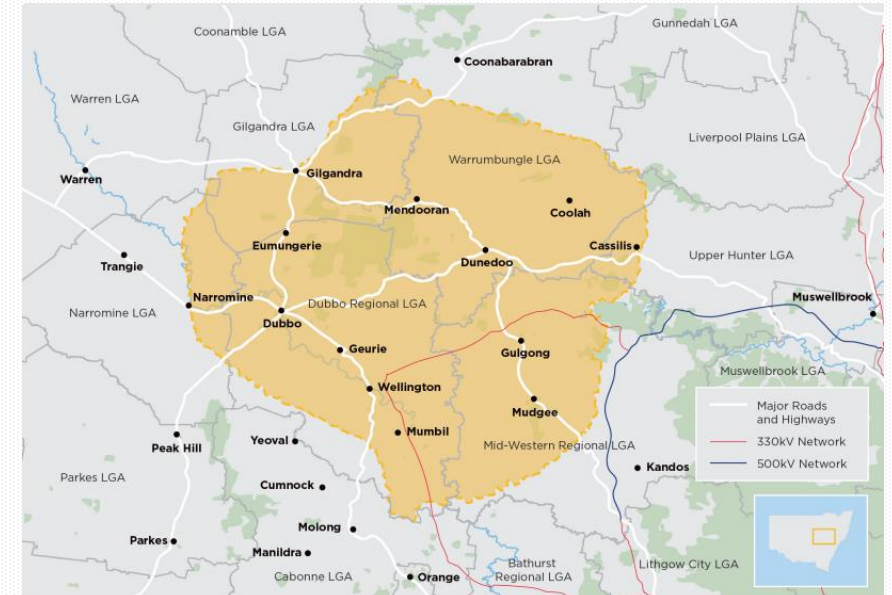 Gunnedah LGA
Coonamble LGA
Coonabarabran
Warren LGA
Gilgandra LGA
Liverpool Plains LGA
Warrumbungle LGA
Warren
Gilgandra
Mendooran
Coolah
Eumungerie
Cassilis
Trangie
Dunedoo
Upper Hunter LGA
Narromine
Dubbo Regional LGA
Muswellbrook
Narromine LGA
Dubbo
Geurie
Gulgong
Muswellbrook LGA
Wellington
Mudgee
Major Roads
and Highways
Mumbil
Peak Hill
Yeoval
Mid-Western Regional LGA
330kV Network
Kandos
500kV Network
Parkes LGA
Cumnock
Molong
Parkes
Manildra
Bathurst
Regional LGA
Lithgow City LGA
Cabonne LGA
Orange